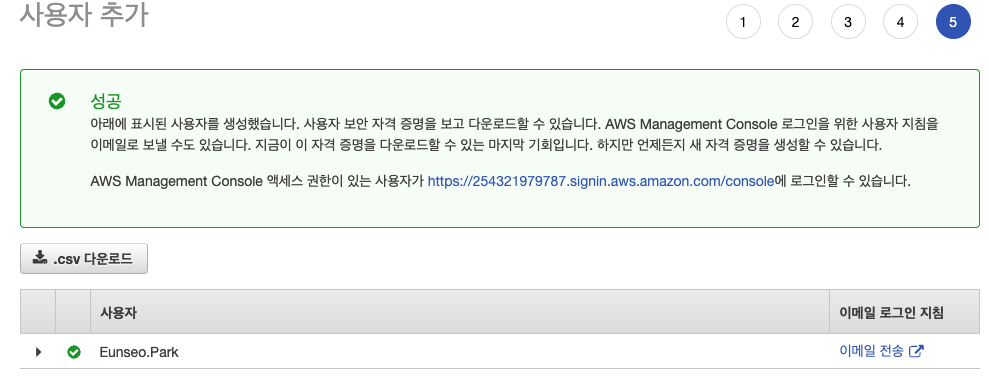 사용자 추가
1 2 3 4 5
성공
아래에 표시된 사용자를 생성했습니다. 사용자 보안 자격 증명을 보고 다운로드할 수 있습니다. AWS Management Console 로그인을 위한 사용자 지침을
이메일로 보낼 수도 있습니다. 지금이 이 자격 증명을 다운로드할 수 있는 마지막 기회입니다. 하지만 언제든지 새 자격 증명을 생성할 수 있습니다.
AWS Management Console 액세스 권한이 있는 사용자가 https://254321979787.signin.aws.amazon.com/console에 로그인할 수 있습니다.
.csv 다운로드
사용자 이메일 로그인 지침
Eunseo.Park 이메일 전송